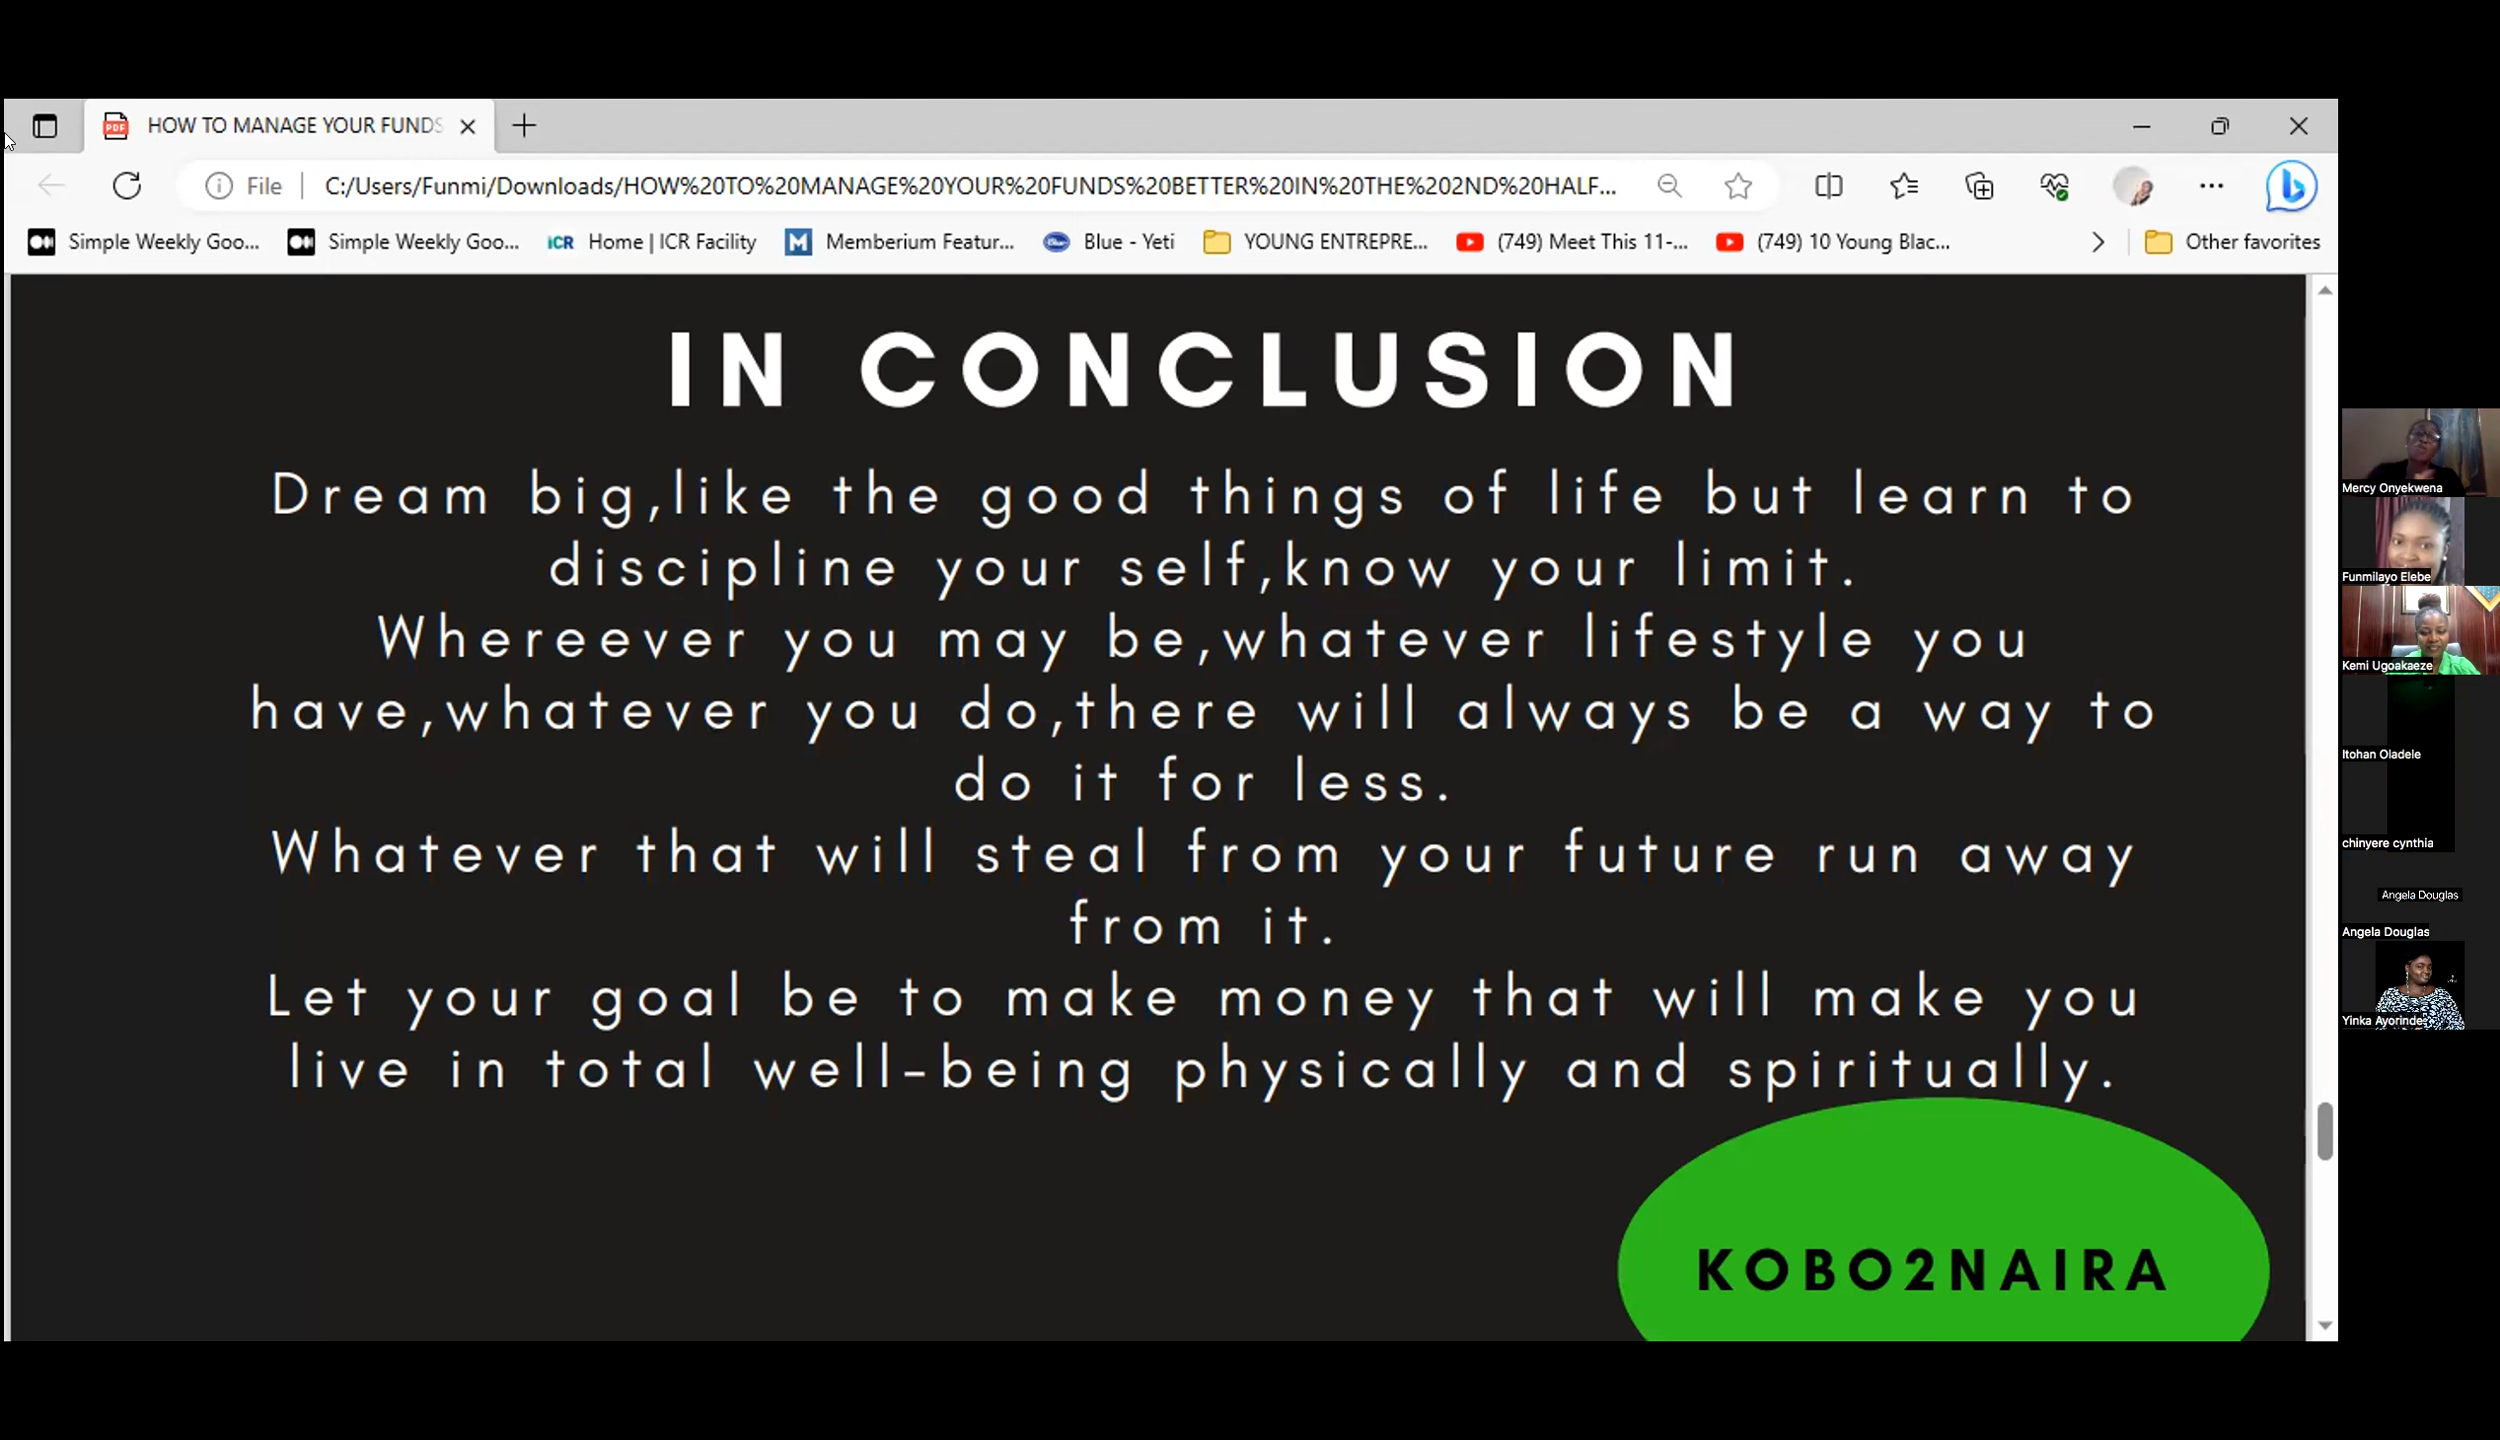 HOW TO MANAGE YOUR FUNDS
File
C:/Users/Funmi/Downloads/HOW%20TO%20MANAGE%20YOUR%20FUNDS%20BETTER%20IN%20THE%202ND%20HALF...
Simple Weekly Goo... Simple Weekly Goo... Home | ICR Facility Memberium Featur... Blue - Yeti YOUNG ENTREPRE... (749) Meet This 11-... (749) 10 Young Blac... Other favorites
IN CONCLUSION
Dream big,like the good things of life but learn to
discipline your self,know your limit.
Whereever you may be,whatever lifestyle you
have,whatever you do,there will always be a way to
do it for less.
Whatever that will steal from your future run away
from it.
Let your goal be to make money that will make you
live in total well-being physically and spiritually.
KOBO2NAIRA
Mercy Onyekwena
Funmilayo Elebe
Kemi Ugoakaeze
Itohan Oladele
chinyere cynthia
Angela Douglas
Angela Douglas
Yinka Ayorinde